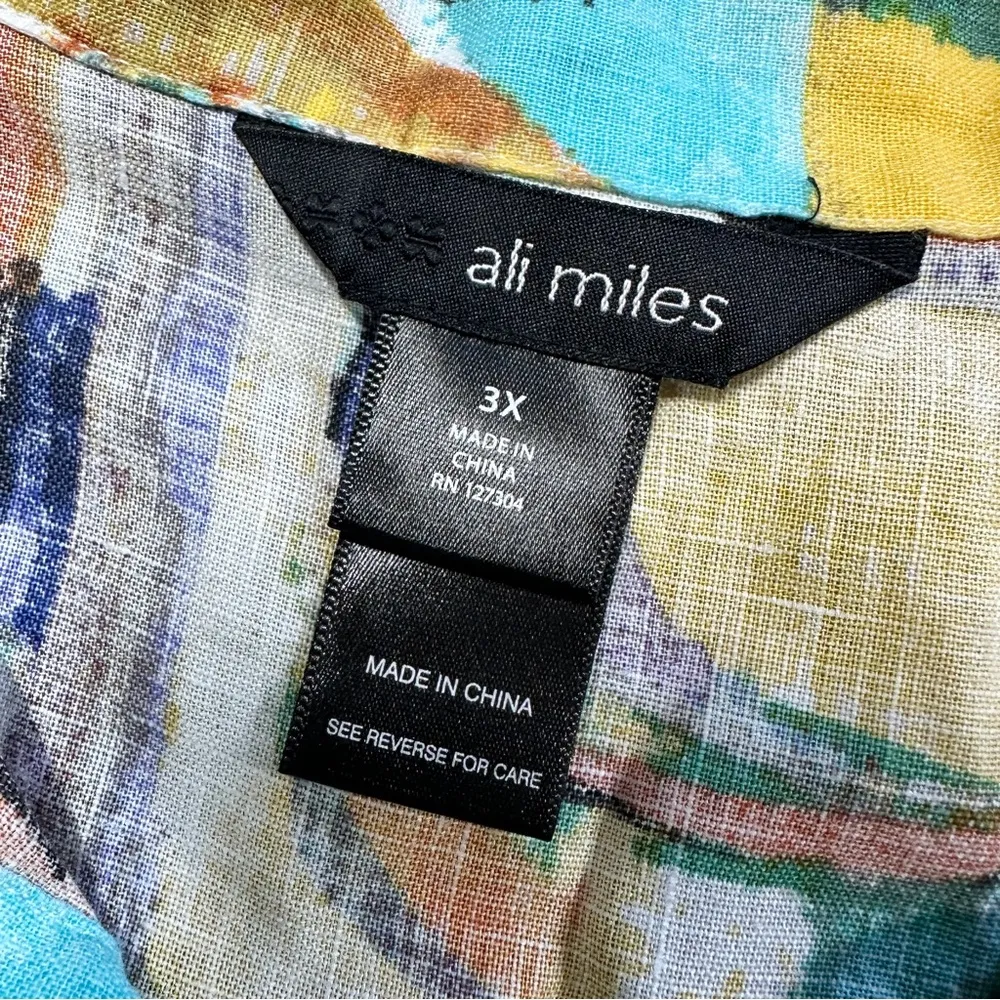 ali miles
3X
MADE IN
CHINA
RN 127304
MADE IN CHINA
SEE REVERSE FOR CARE